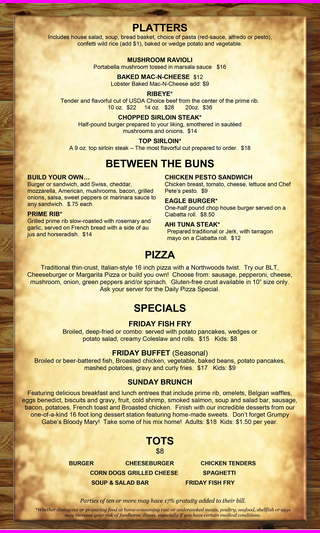 PLATTERS
Includes house salad, soup, bread basket, choice of pasta (red-sauce, alfredo or pesto),
confetti wild rice (add $1), baked or wedge potato and vegetable.
MUSHROOM RAVIOLI
Portabella mushroom tossed in marsala sauce $16
BAKED MAC-N-CHEESE $12
Lobster Baked Mac-N-Cheese add: $9
RIBEYE*
Tender and flavorful cut of USDA Choice beef from the center of the prime rib.
10 oz. $22 14 oz. $28 20oz. $36
CHOPPED SIRLOIN STEAK*
Half-pound burger prepared to your liking, smothered in sautéed
mushrooms and onions. $14
TOP SIRLOIN*
A 9 oz. top sirloin steak – The most flavorful cut prepared to order. $18
BETWEEN THE BUNS
BUILD YOUR OWN…
Burger or sandwich, add Swiss, cheddar,
mozzarella, American, mushrooms, bacon, grilled
onions, salsa, sweet peppers or marinara sauce to
any sandwich. $.75 each
PRIME RIB*
Grilled prime rib slow-roasted with rosemary and
garlic, served on French bread with a side of au
jus and horseradish. $14
CHICKEN PESTO SANDWICH
Chicken breast, tomato, cheese, lettuce and Chef
Pete's pesto. $9
EAGLE BURGER*
One-half pound chop house burger served on a
Ciabatta roll. $8.50
AHI TUNA STEAK*
Prepared traditional or Jerk, with tarragon
mayo on a Ciabatta roll. $12
PIZZA
Traditional thin-crust, Italian-style 16 inch pizza with a Northwoods twist. Try our BLT,
Cheeseburger or Margarita Pizza or build you own! Choose from: sausage, pepperoni, cheese,
mushroom, onion, green peppers and/or spinach. Gluten-free crust available in 10" size only.
Ask your server for the Daily Pizza Special.
SPECIALS
FRIDAY FISH FRY
Broiled, deep-fried or combo: served with potato pancakes, wedges or
potato salad, creamy Coleslaw and rolls. $15 Kids: $8
FRIDAY BUFFET (Seasonal)
Broiled or beer-battered fish, Broasted chicken, vegetable, baked beans, potato pancakes,
mashed potatoes, gravy and curly fries. $17 Kids: $9
SUNDAY BRUNCH
Featuring delicious breakfast and lunch entrees that include prime rib, omelets, Belgian waffles,
eggs benedict, biscuits and gravy, fruit, cold shrimp, smoked salmon, soup and salad bar, sausage,
bacon, potatoes, French toast and Broasted chicken. Finish with our incredible desserts from our
one-of-a-kind 16 foot long dessert station featuring home-made sweets. Don't forget Grumpy
Gabe's Bloody Mary! Take some of his mix home! Adults: $18 Kids: $1.50 per year.
TOTS
$8
BURGER CHEESEBURGER CHICKEN TENDERS
CORN DOGS GRILLED CHEESE SPAGHETTI
SOUP & SALAD BAR FRIDAY FISH FRY
Parties of ten or more may have 17% gratuity added to their bill.
*Whether dining out or preparing food at home consuming raw or undercooked meats, poultry, seafood, shellfish or eggs
may increase your risk of foodborne illness, especially if you have certain medical conditions.